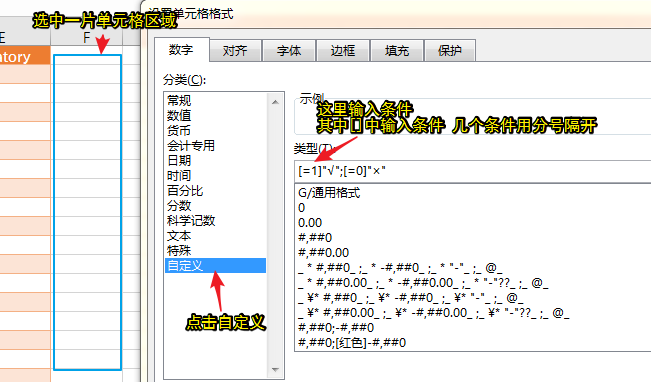 设置单元格格式
选中一片单元格区域
E
F
tory
数字
对齐
字体
边框
填充
保护
分类(C):
常规
数值
货币
会计专用
日期
时间
百分比
分数
科学记数
文本
特殊
自定义
点击自定义
示例
这里输入条件
其中[]中输入条件 几个条件用分号隔开
类型(T):
[=1]"√";[=0]"×"
G/通用格式
0
0.00
#,##0
#,##0.00
_ * #,##0_ ;_ * -#,##0_ ;_ * "-"_ ;_ @_
_ * #,##0.00_ ;_ * -#,##0.00_ ;_ * "-"??_ ;_ @_
_ ¥* #,##0_ ;_ ¥* -#,##0_ ;_ ¥* "-"_ ;_ @_
_ ¥* #,##0.00_ ;_ ¥* -#,##0.00_ ;_ ¥* "-"??_ ;_ @_
#,##0;-#,##0
#,##0;[红色]-#,##0